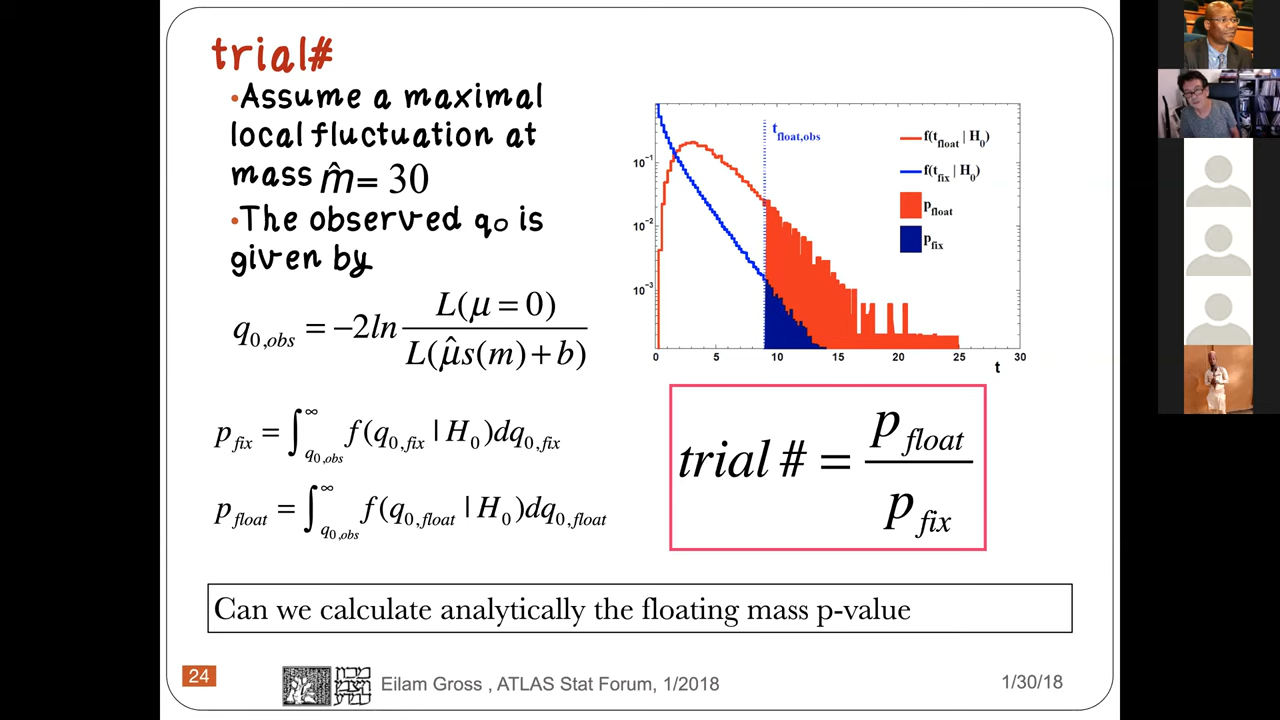 trial#
•Assume a maximal
local fluctuation at
mass m̂ = 30
•The observed q₀ is
given by
q₀,obs = −2ln L(μ = 0) / L(μ̂s(m) + b)
p_fix = ∫_{q₀,obs}^{∞} f(q₀,fix | H₀)dq₀,fix
p_float = ∫_{q₀,obs}^{∞} f(q₀,float | H₀)dq₀,float
t_float,obs
f(t_float | H₀)
f(t_fix | H₀)
p_float
p_fix
10⁻¹
10⁻²
10⁻³
0 5 10 15 20 25 30
t
trial # = p_float / p_fix
Can we calculate analytically the floating mass p-value
24
Eilam Gross , ATLAS Stat Forum, 1/2018
1/30/18